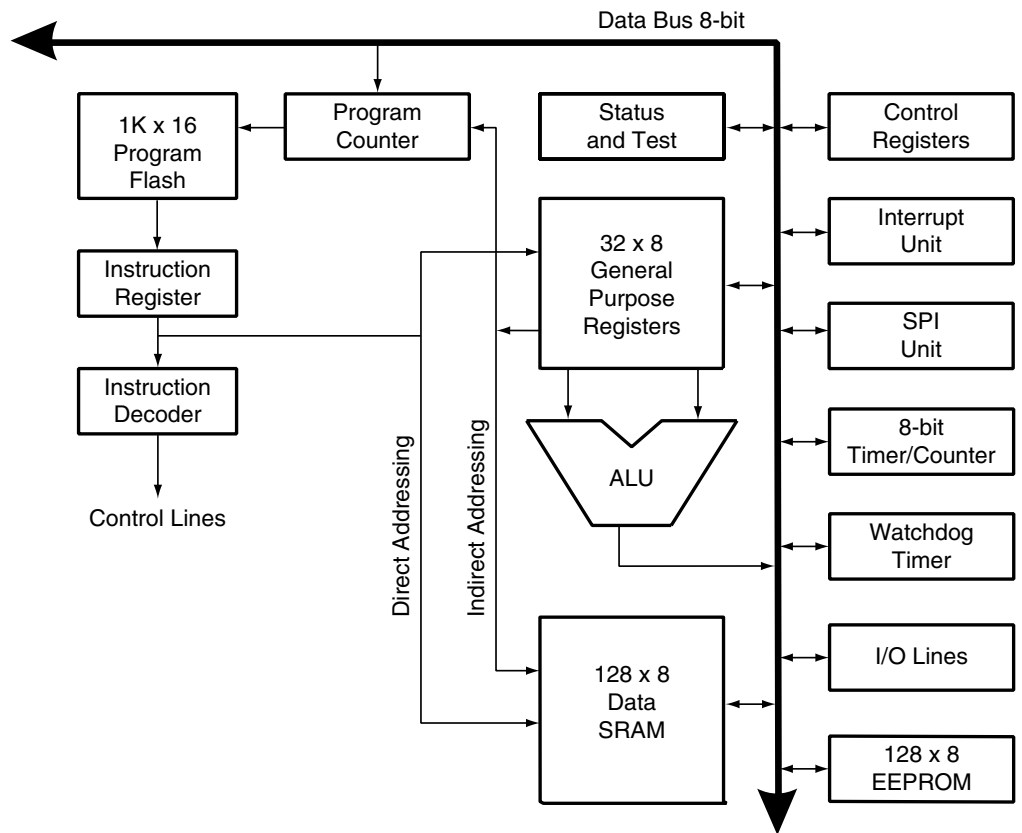 Data Bus 8-bit
1K x 16
Program
Flash
Program
Counter
Status
and Test
Control
Registers
Instruction
Register
32 x 8
General
Purpose
Registers
Interrupt
Unit
SPI
Unit
Instruction
Decoder
Control Lines
Direct Addressing
Indirect Addressing
ALU
8-bit
Timer/Counter
Watchdog
Timer
128 x 8
Data
SRAM
I/O Lines
128 x 8
EEPROM